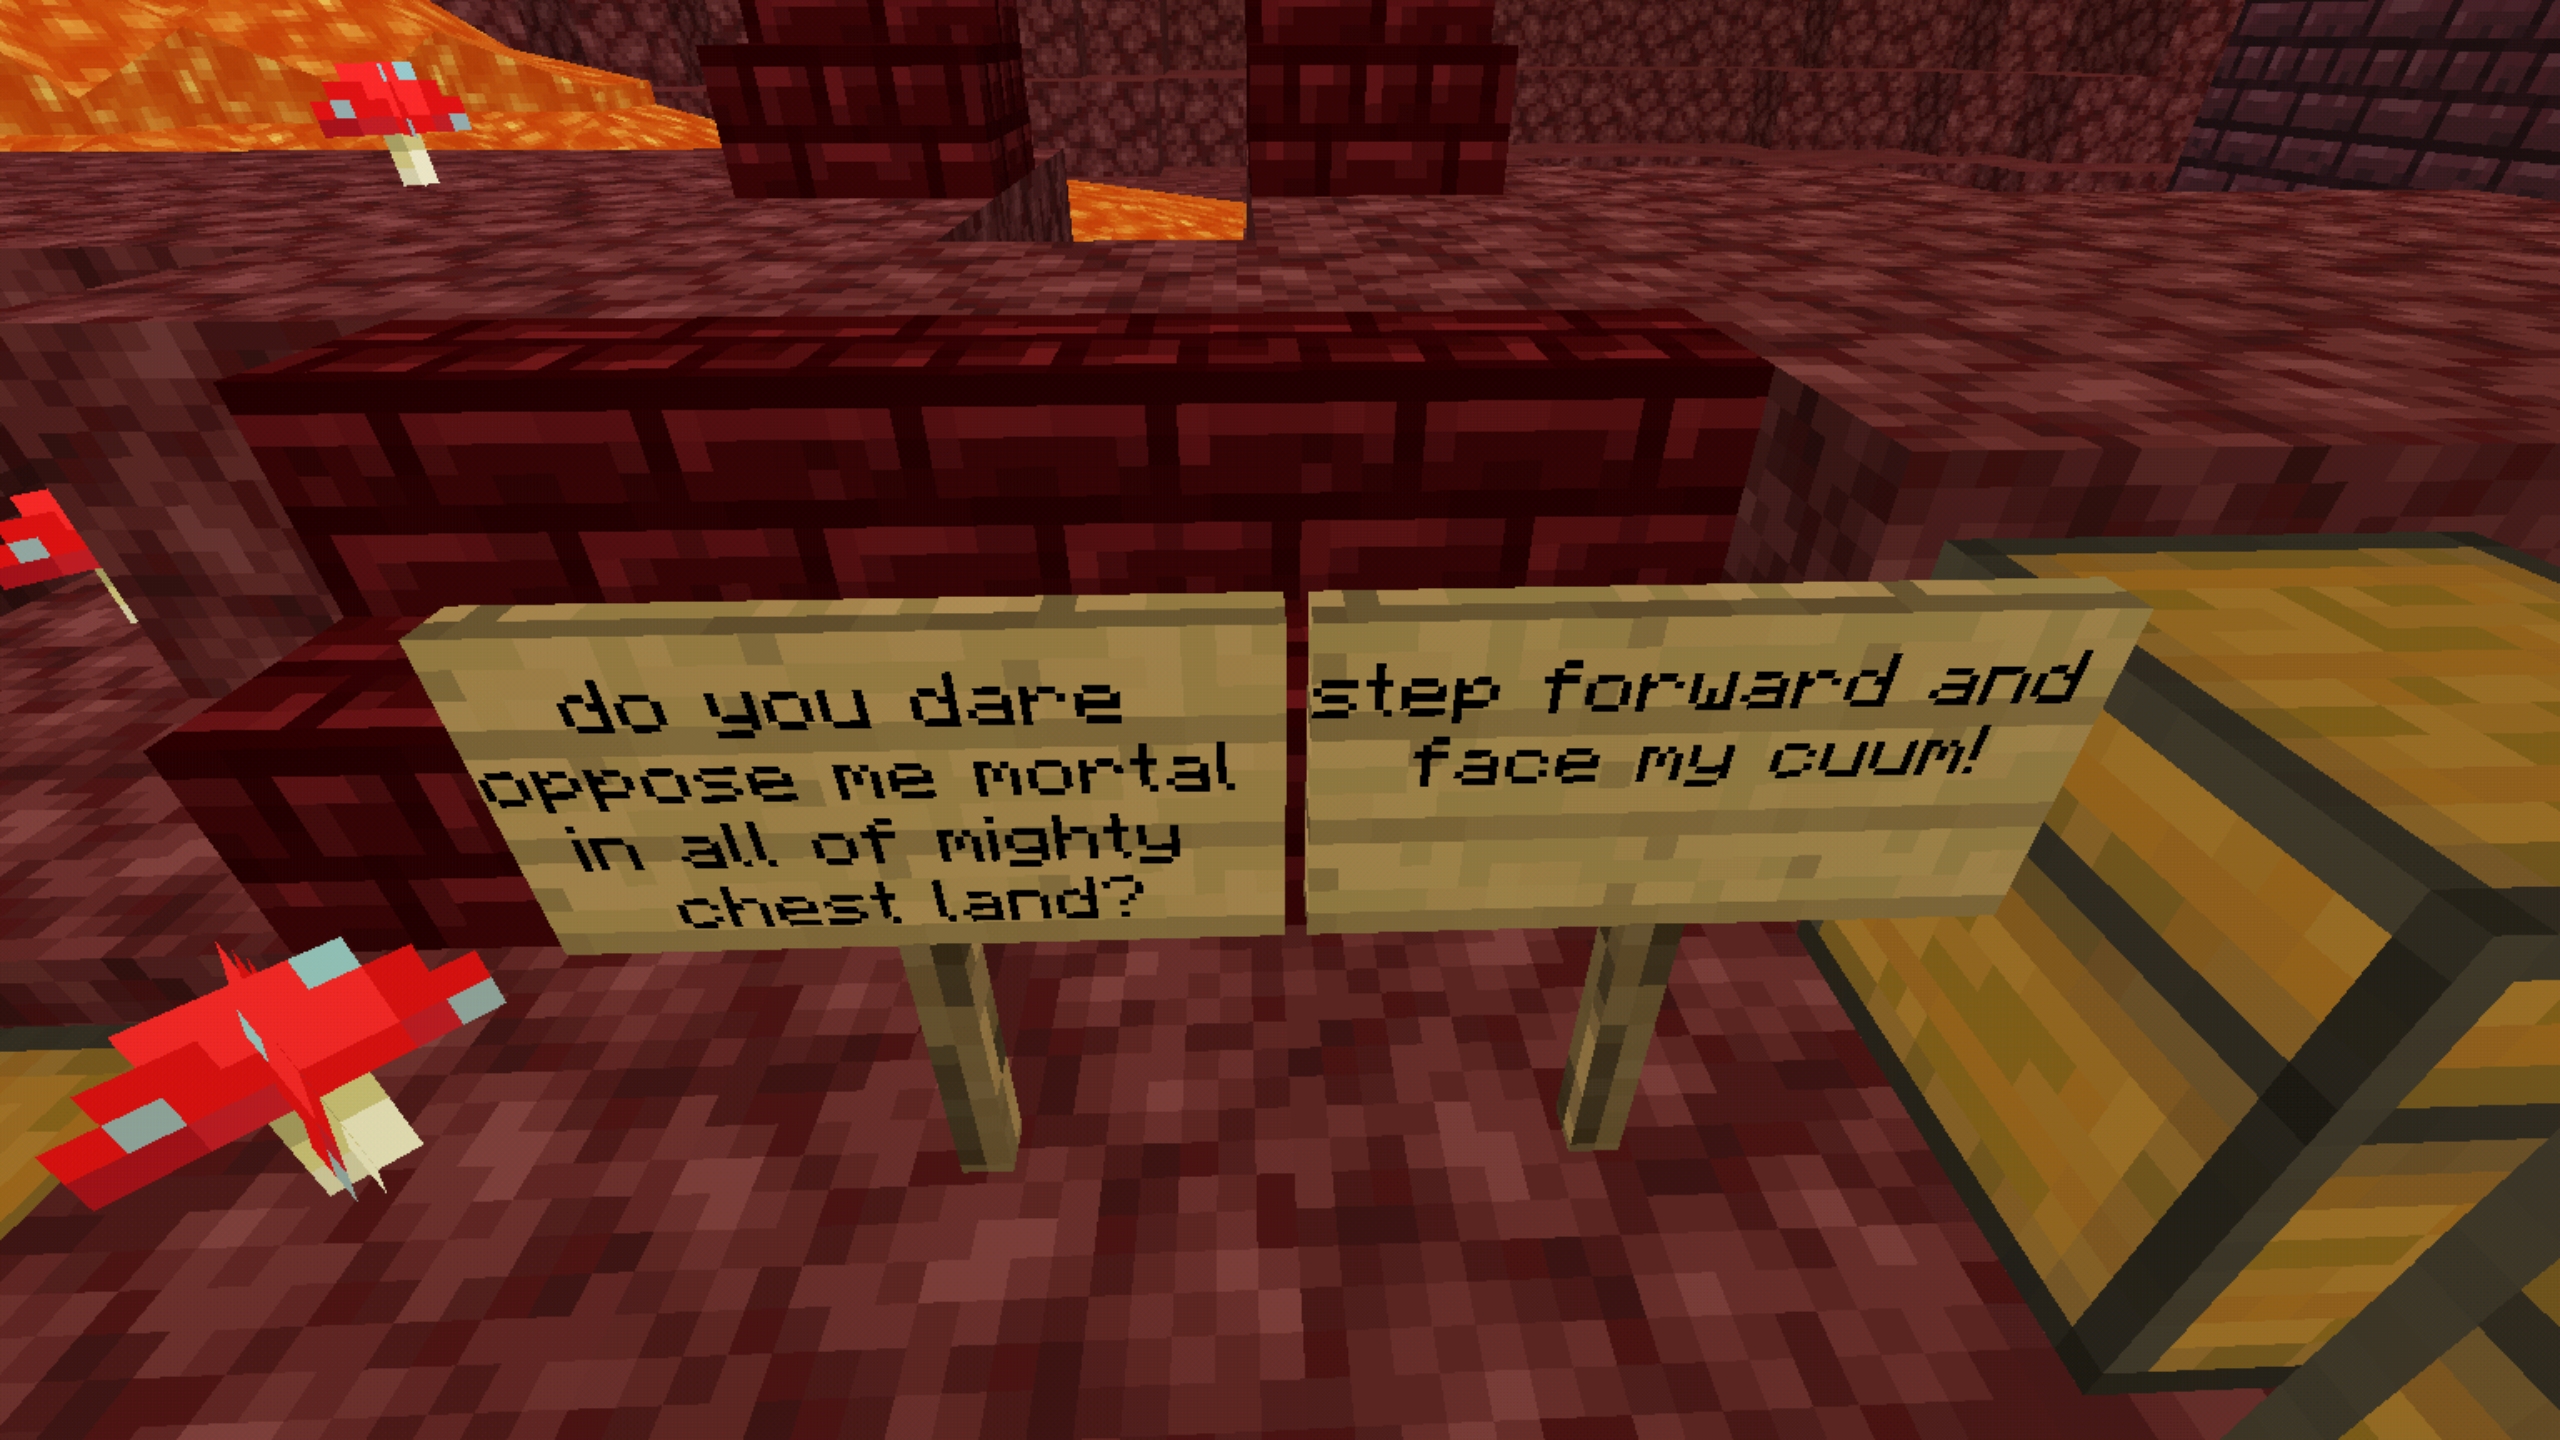 do you dare
oppose me mortal
in all of mighty
chest land?
step forward and
face my cuum!